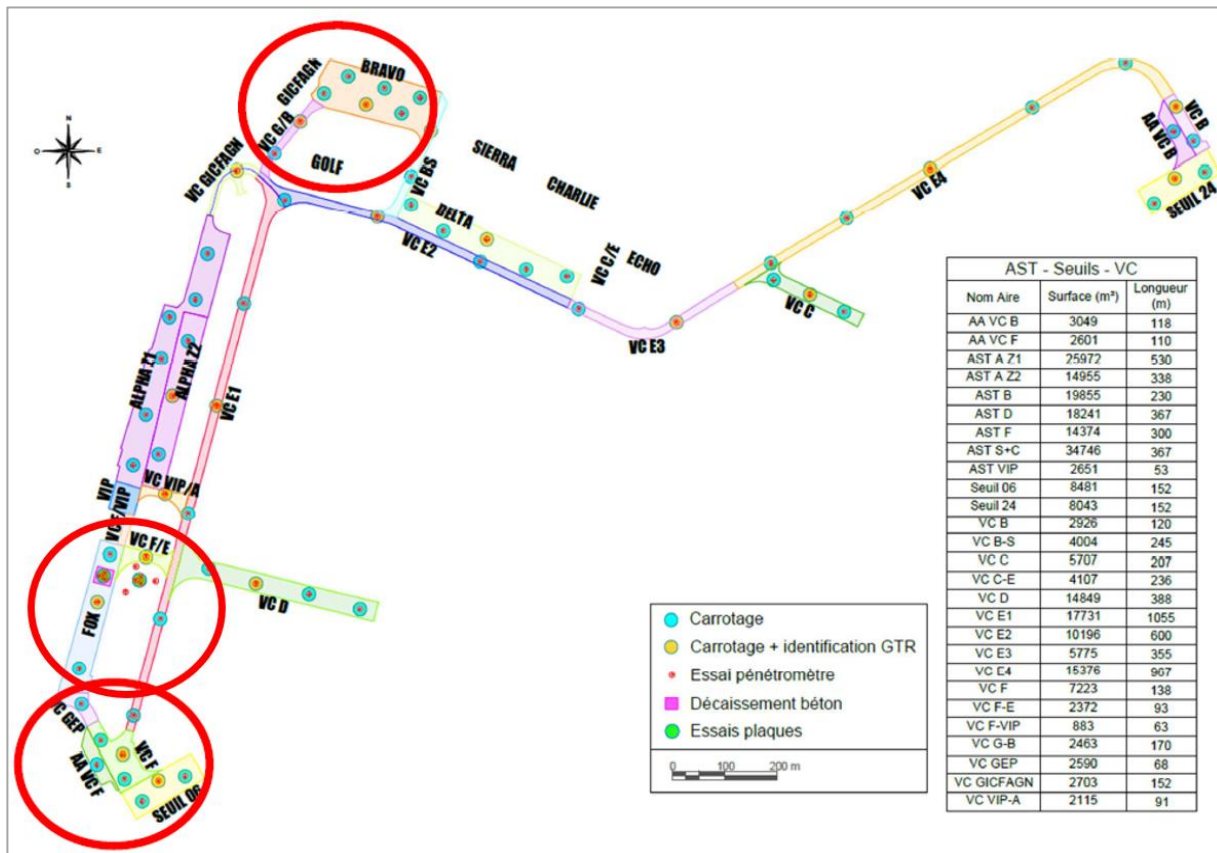 GICFAGN
BRAVO
VC G/B
GOLF
VC GICFAGN
N
O
E
S
SIERRA
CHARLIE
VC BS
DELTA
VC E2
VC C/E
ECHO
VC E3
VC C
VC E4
VC B
AA VC B
SEUIL 24
ALPHA Z1
ALPHA Z2
VC E1
VC VIP/A
VIP
VC F/VIP
VC F/E
FOX
VC D
C GEP
AA VC F
VC F
SEUIL 06
Carottage
Carrotage + identification GTR
Essai pénétromètre
Décaissement béton
Essais plaques
0 100 200 m
AST - Seuils - VC
Nom Aire Surface (m²) Longueur (m)
AA VC B 3049 118
AA VC F 2601 110
AST A Z1 25972 530
AST A Z2 14955 338
AST B 19855 230
AST D 18241 367
AST F 14374 300
AST S+C 34746 367
AST VIP 2651 53
Seuil 06 8481 152
Seuil 24 8043 152
VC B 2926 120
VC B-S 4004 245
VC C 5707 207
VC C-E 4107 236
VC D 14849 388
VC E1 17731 1055
VC E2 10196 600
VC E3 5775 355
VC E4 15376 967
VC F 7223 138
VC F-E 2372 93
VC F-VIP 883 63
VC G-B 2463 170
VC GEP 2590 68
VC GICFAGN 2703 152
VC VIP-A 2115 91